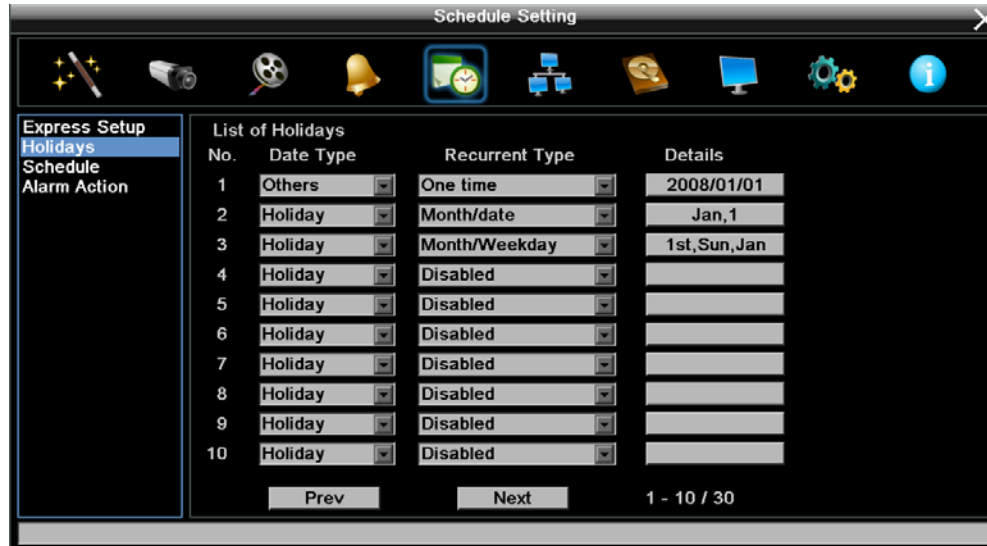 Schedule Setting
Express Setup
Holidays
Schedule
Alarm Action
List of Holidays
No. Date Type Recurrent Type Details
1 Others One time 2008/01/01
2 Holiday Month/date Jan,1
3 Holiday Month/Weekday 1st,Sun,Jan
4 Holiday Disabled
5 Holiday Disabled
6 Holiday Disabled
7 Holiday Disabled
8 Holiday Disabled
9 Holiday Disabled
10 Holiday Disabled
Prev Next 1 - 10 / 30